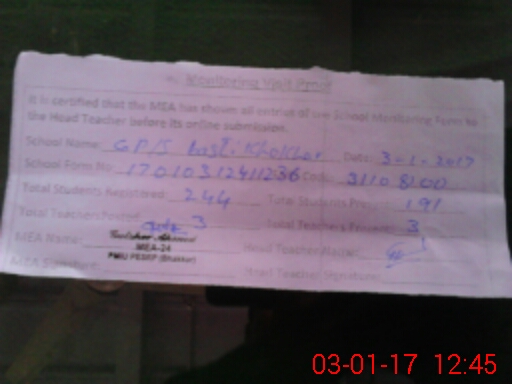 Monitoring Visit Proof
It is certified that the MEA has shown all entries of the School Monitoring Form to
the Head Teacher before its online submission.
School Name: GPS Basti Khokhar Date: 3-1-2017
School Form No. 17010312411236 Code: 31108100
Total Students Registered 244 Total Students Present 191
Total Teachers Posted 3 Total Teachers Present: 3
MEA Name: Head Teacher Name:
MEA-24
PMIU PESRP (Bhakkar)
MEA Signature: Head Teacher Signature:
03-01-17 12:45